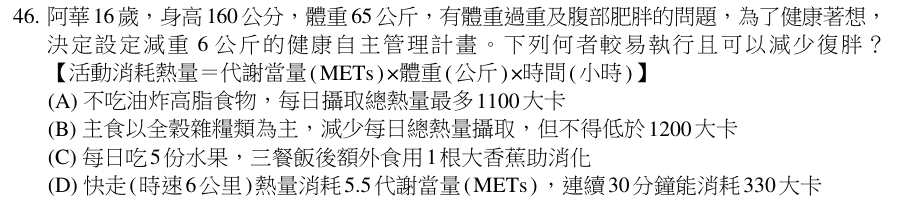 46. 阿華16歲，身高160公分，體重65公斤，有體重過重及腹部肥胖的問題，為了健康著想，
決定設定減重6公斤的健康自主管理計畫。下列何者較易執行且可以減少復胖？
【活動消耗熱量＝代謝當量(METs)×體重(公斤)×時間(小時)】
(A) 不吃油炸高脂食物，每日攝取總熱量最多1100大卡
(B) 主食以全穀雜糧類為主，減少每日總熱量攝取，但不得低於1200大卡
(C) 每日吃5份水果，三餐飯後額外食用1根大香蕉助消化
(D) 快走(時速6公里)熱量消耗5.5代謝當量(METs)，連續30分鐘能消耗330大卡